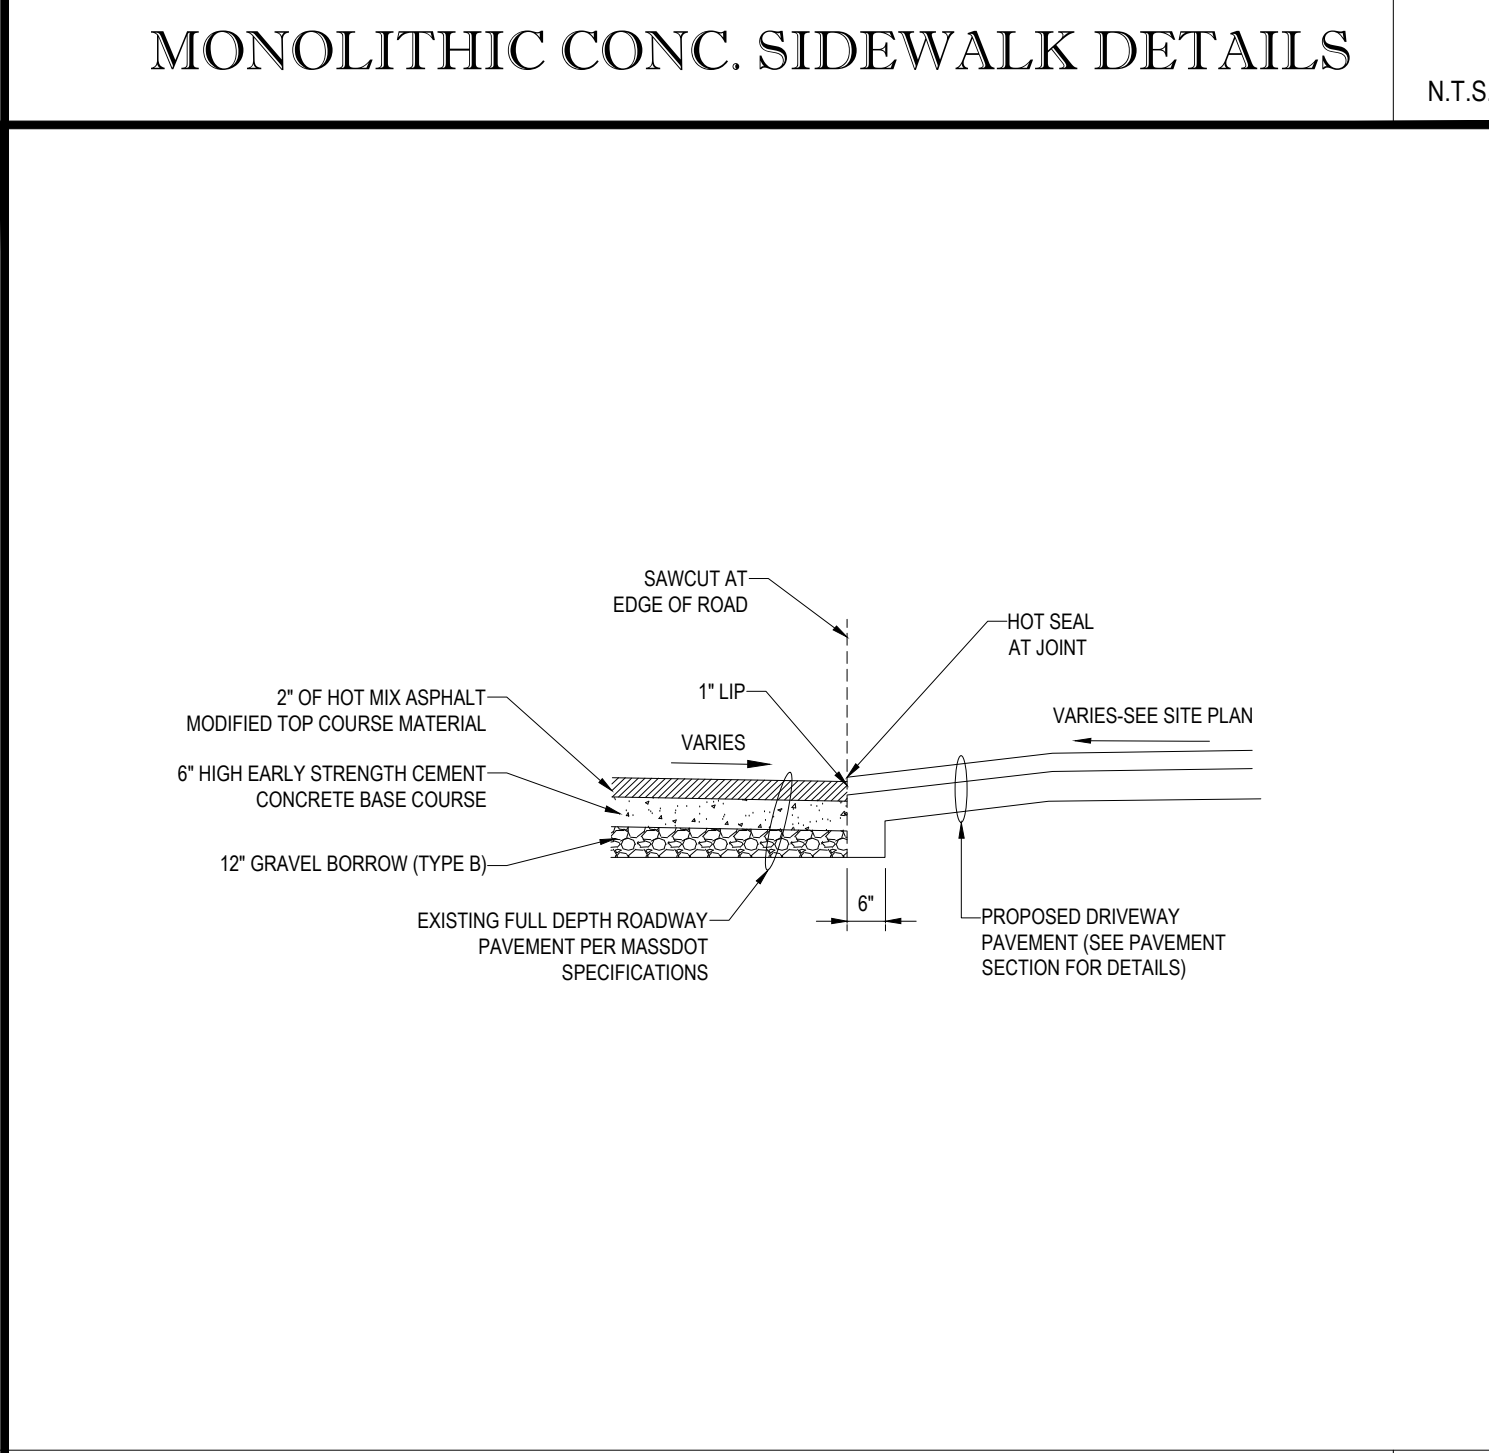 MONOLITHIC CONC. SIDEWALK DETAILS
N.T.S.
SAWCUT AT
EDGE OF ROAD
HOT SEAL
AT JOINT
1" LIP
2" OF HOT MIX ASPHALT
MODIFIED TOP COURSE MATERIAL
VARIES-SEE SITE PLAN
VARIES
6" HIGH EARLY STRENGTH CEMENT
CONCRETE BASE COURSE
12" GRAVEL BORROW (TYPE B)
6"
EXISTING FULL DEPTH ROADWAY
PAVEMENT PER MASSDOT
SPECIFICATIONS
PROPOSED DRIVEWAY
PAVEMENT (SEE PAVEMENT
SECTION FOR DETAILS)